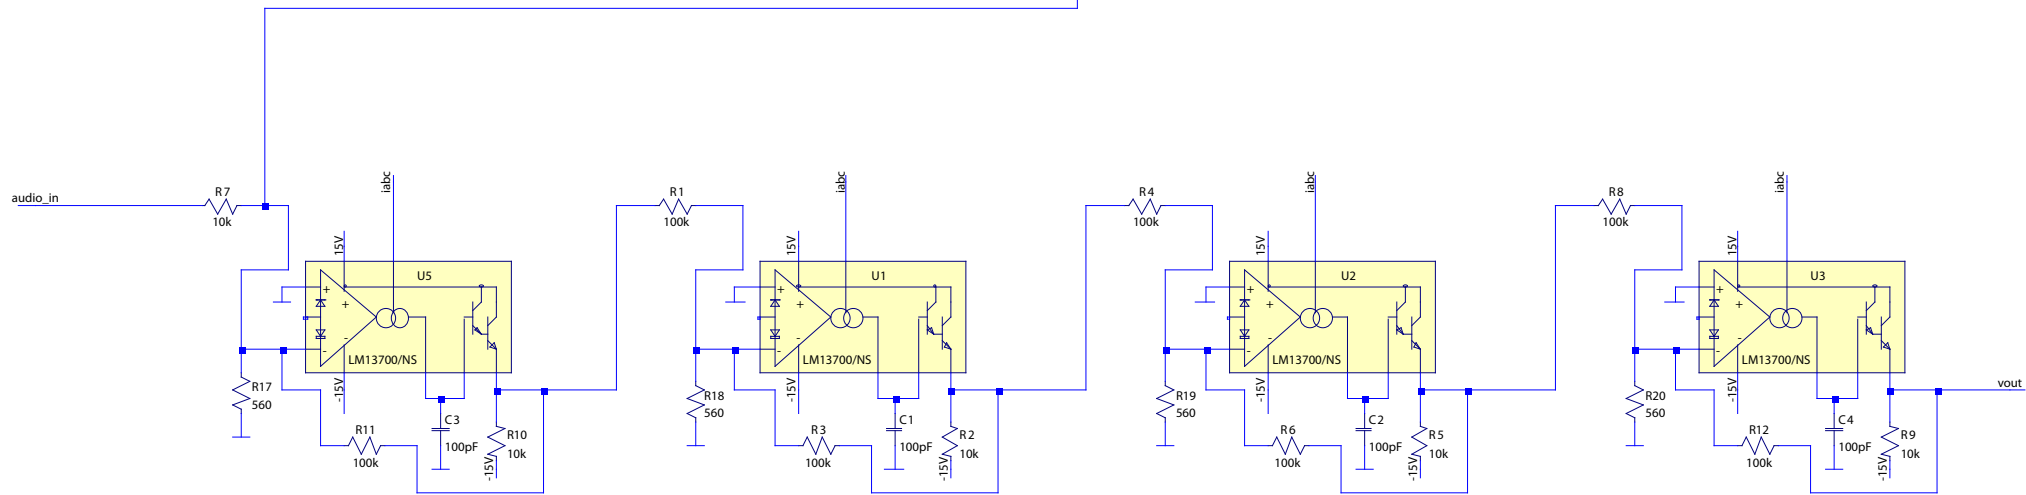 audio_in
R7
10k
iabc
15V
U5
+
+
-
-
LM13700/NS
-15V
R17
560
R11
100k
C3
100pF
R10
10k
-15V
R1
100k
iabc
15V
U1
+
+
-
-
LM13700/NS
-15V
R18
560
R3
100k
C1
100pF
R2
10k
-15V
R4
100k
iabc
15V
U2
+
+
-
-
LM13700/NS
-15V
R19
560
R6
100k
C2
100pF
R5
10k
-15V
R8
100k
iabc
15V
U3
+
+
-
-
LM13700/NS
-15V
R20
560
R12
100k
C4
100pF
R9
10k
-15V
vout